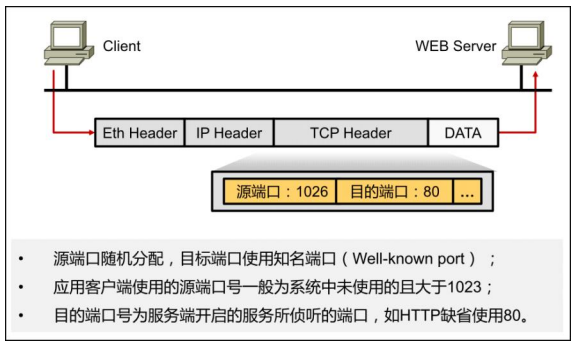 Client
WEB Server
Eth Header IP Header TCP Header DATA
源端口：1026 目的端口：80 ...
• 源端口随机分配，目标端口使用知名端口（Well-known port）；
• 应用客户端使用的源端口号一般为系统中未使用的且大于1023；
• 目的端口号为服务端开启的服务所侦听的端口，如HTTP缺省使用80。